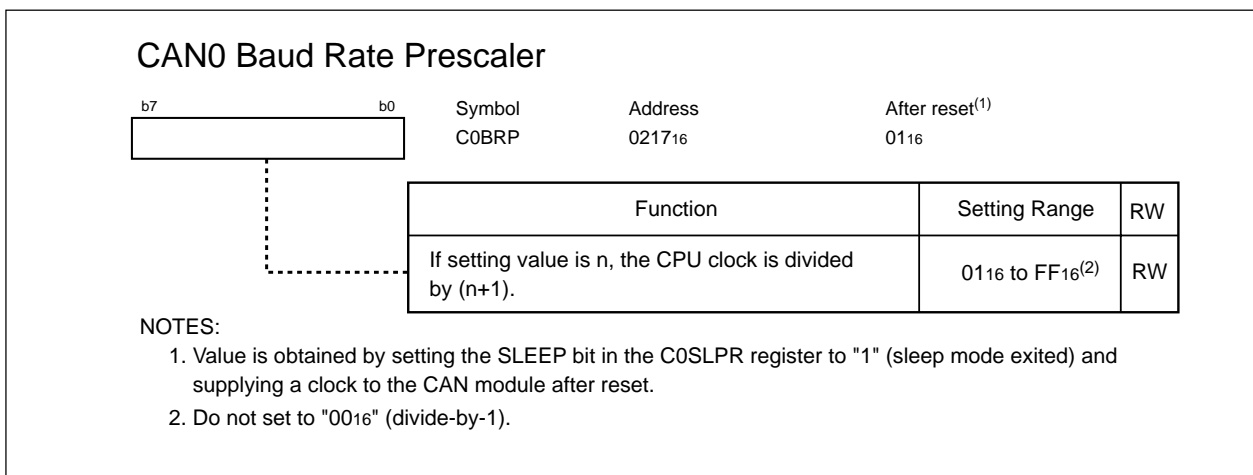 CAN0 Baud Rate Prescaler
b7 b0 Symbol Address After reset(1)
C0BRP 021716 0116
Function Setting Range RW
If setting value is n, the CPU clock is divided
by (n+1).
0116 to FF16(2) RW
NOTES:
1. Value is obtained by setting the SLEEP bit in the C0SLPR register to "1" (sleep mode exited) and
supplying a clock to the CAN module after reset.
2. Do not set to "0016" (divide-by-1).